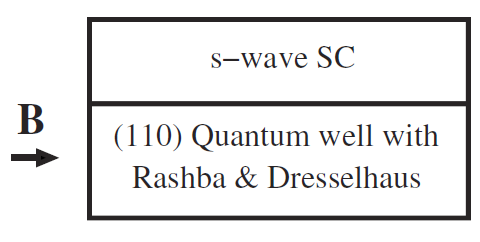 s−wave SC
B
(110) Quantum well with
Rashba & Dresselhaus